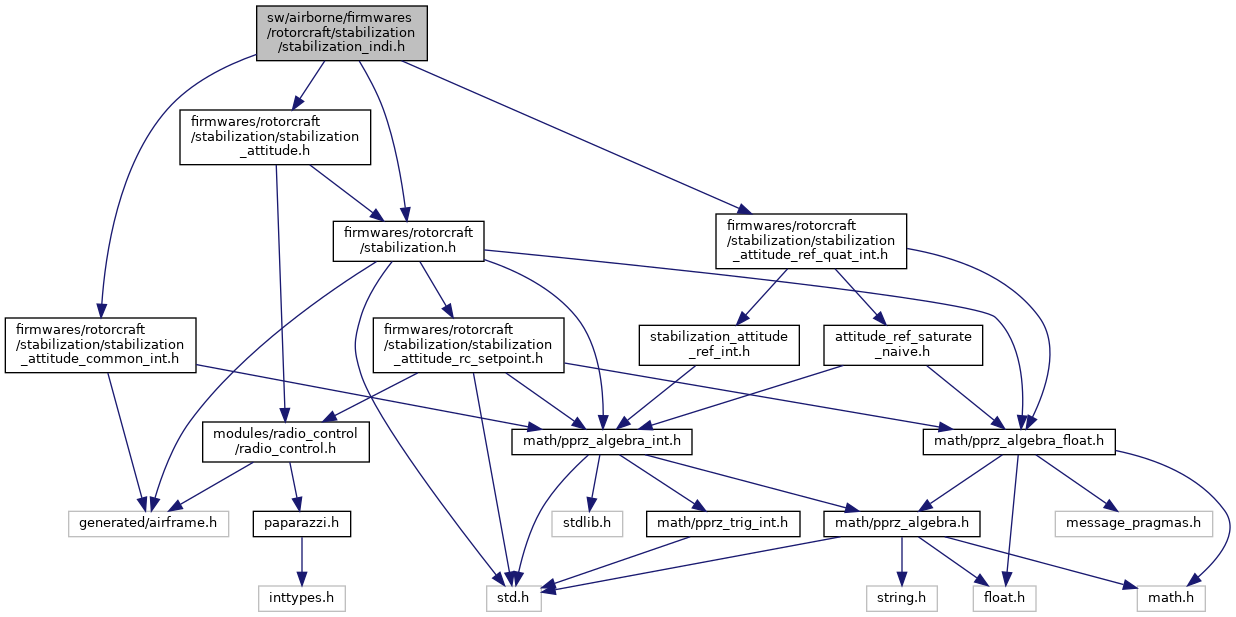 sw/airborne/firmwares
/rotorcraft/stabilization
/stabilization_indi.h
firmwares/rotorcraft
/stabilization/stabilization
_attitude.h
firmwares/rotorcraft
/stabilization.h
firmwares/rotorcraft
/stabilization/stabilization
_attitude_ref_quat_int.h
firmwares/rotorcraft
/stabilization/stabilization
_attitude_common_int.h
firmwares/rotorcraft
/stabilization/stabilization
_attitude_rc_setpoint.h
stabilization_attitude
_ref_int.h
attitude_ref_saturate
_naive.h
modules/radio_control
/radio_control.h
math/pprz_algebra_int.h
math/pprz_algebra_float.h
generated/airframe.h
paparazzi.h
stdlib.h
math/pprz_trig_int.h
math/pprz_algebra.h
message_pragmas.h
inttypes.h
std.h
string.h
float.h
math.h